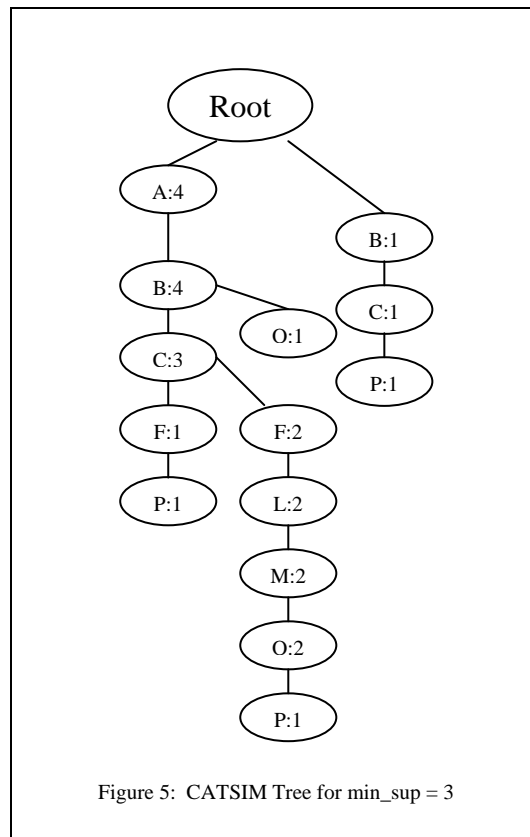 Root
A:4
B:1
B:4
C:1
O:1
C:3
P:1
F:1
F:2
P:1
L:2
M:2
O:2
P:1
Figure 5: CATSIM Tree for min_sup = 3